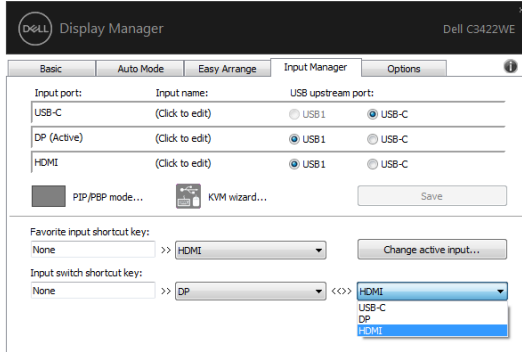 DELL Display Manager Dell C3422WE
Basic Auto Mode Easy Arrange Input Manager Options
Input port: Input name: USB upstream port:
USB-C (Click to edit) USB1 USB-C
DP (Active) (Click to edit) USB1 USB-C
HDMI (Click to edit) USB1 USB-C
PIP/PBP mode... KVM wizard... Save
Favorite input shortcut key:
None >> HDMI Change active input...
Input switch shortcut key:
None >> DP <<>> HDMI
USB-C
DP
HDMI